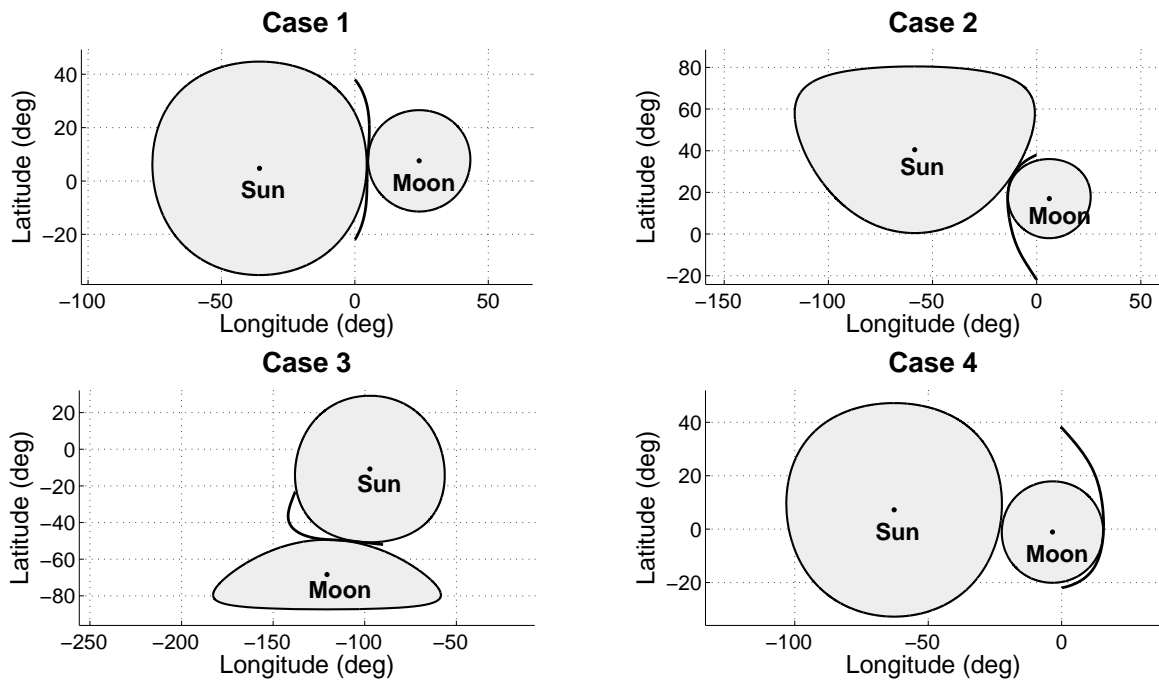 Case 1
Latitude (deg)
40
20
0
−20
Sun
Moon
−100 −50 0 50
Longitude (deg)
Case 2
Latitude (deg)
80
60
40
20
0
−20
Sun
Moon
−150 −100 −50 0 50
Longitude (deg)
Case 3
Latitude (deg)
20
0
−20
−40
−60
−80
Sun
Moon
−250 −200 −150 −100 −50
Longitude (deg)
Case 4
Latitude (deg)
40
20
0
−20
Sun
Moon
−100 −50 0
Longitude (deg)